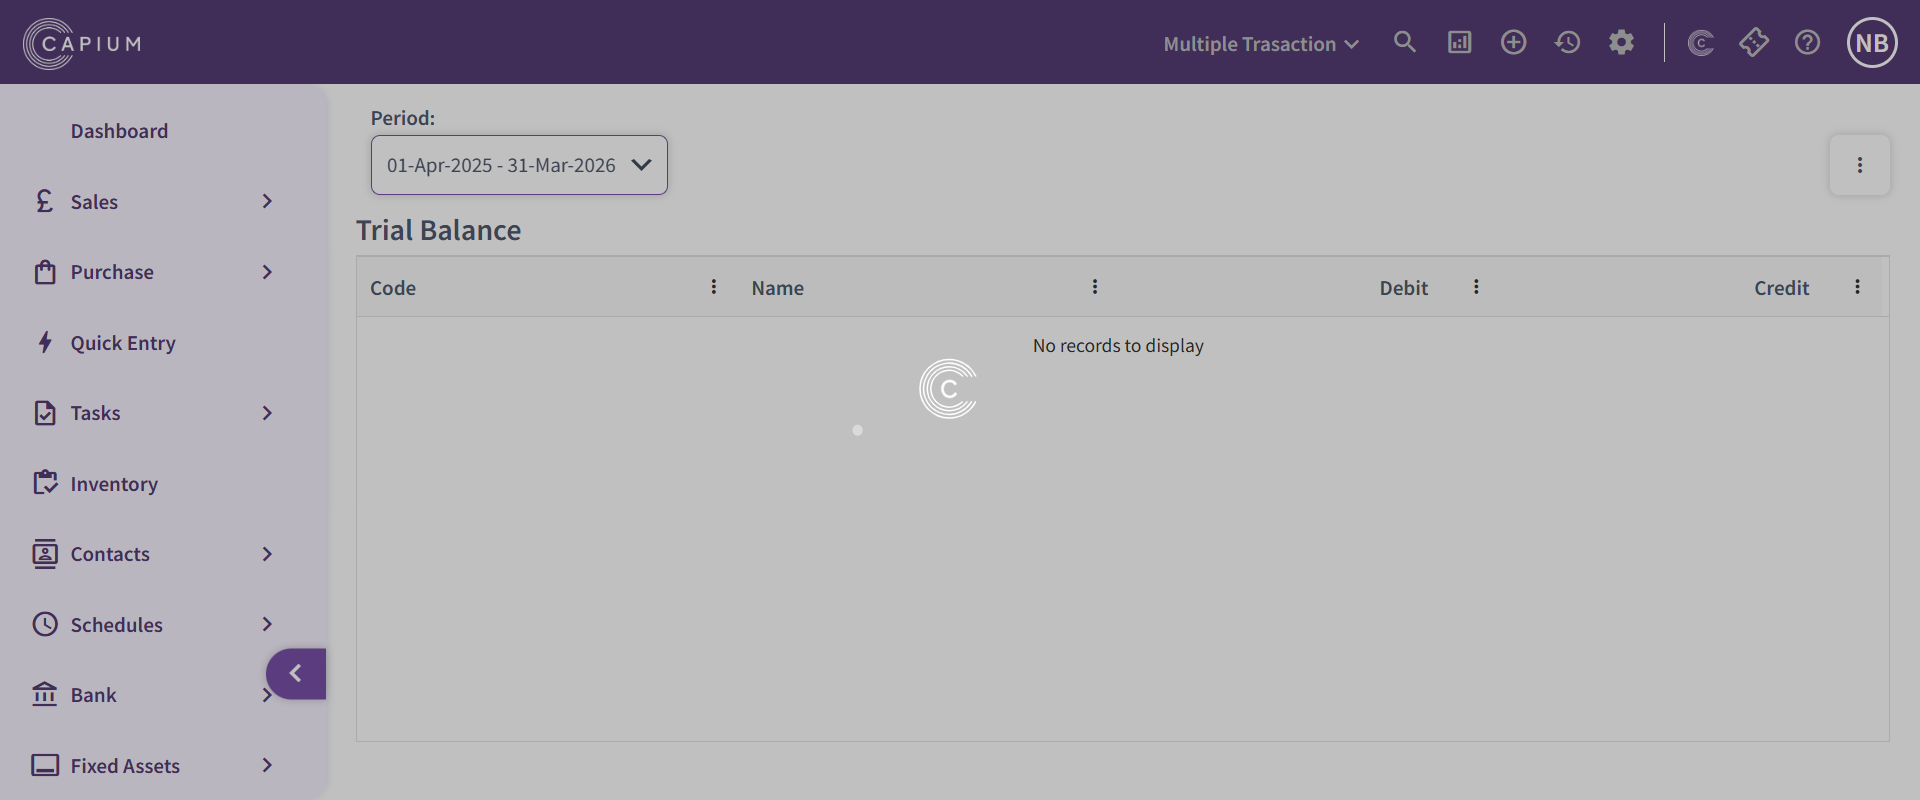 CAPIUM
Multiple Trasaction
C
NB
Dashboard
Sales
Purchase
Quick Entry
Tasks
Inventory
Contacts
Schedules
Bank
Fixed Assets
Period:
01-Apr-2025 - 31-Mar-2026
Trial Balance
Code Name Debit Credit
No records to display
C